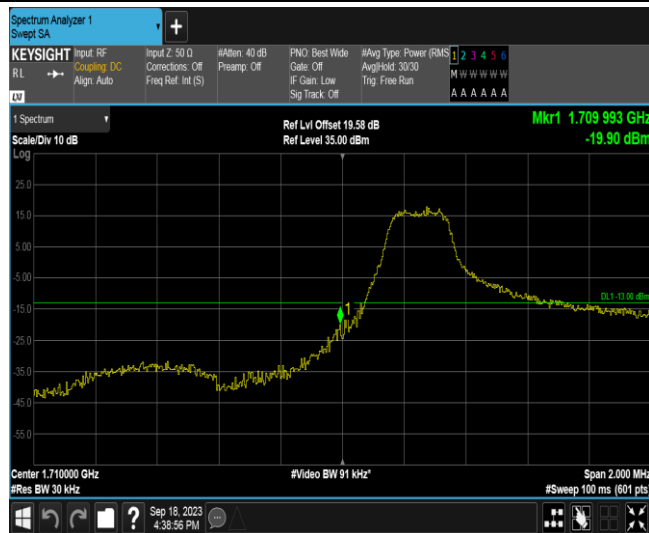 Spectrum Analyzer 1
Swept SA
+
KEYSIGHT
RL
LXI
Input: RF
Coupling: DC
Align: Auto
Input Z: 50 Ω
Corrections: Off
Freq Ref: Int (S)
#Atten: 40 dB
Preamp: Off
PNO: Best Wide
Gate: Off
IF Gain: Low
Sig Track: Off
#Avg Type: Power (RMS
Avg|Hold: 30/30
Trig: Free Run
1 2 3 4 5 6
M W W W W W
A A A A A A
1 Spectrum
Scale/Div 10 dB
Log
Ref Lvl Offset 19.58 dB
Ref Level 35.00 dBm
Mkr1 1.709 993 GHz
-19.90 dBm
25.0
15.0
5.00
-5.00
DL1 -13.00 dBm
1
-15.0
-25.0
-35.0
-45.0
-55.0
Center 1.710000 GHz
#Video BW 91 kHz*
Span 2.000 MHz
#Res BW 30 kHz
#Sweep 100 ms (601 pts)
?
Sep 18, 2023
4:38:56 PM